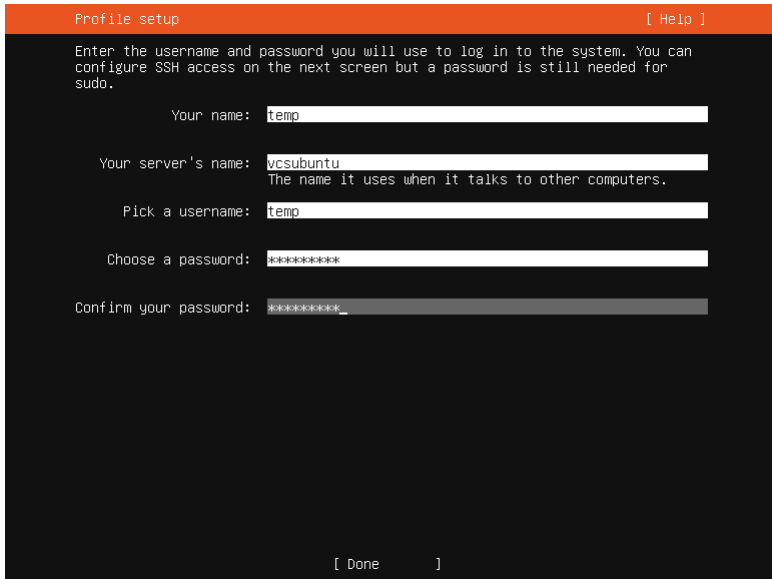 Profile setup [ Help ]
Enter the username and password you will use to log in to the system. You can
configure SSH access on the next screen but a password is still needed for
sudo.
Your name: temp
Your server's name: vcsubuntu
The name it uses when it talks to other computers.
Pick a username: temp
Choose a password: *********
Confirm your password: *********_
[ Done ]